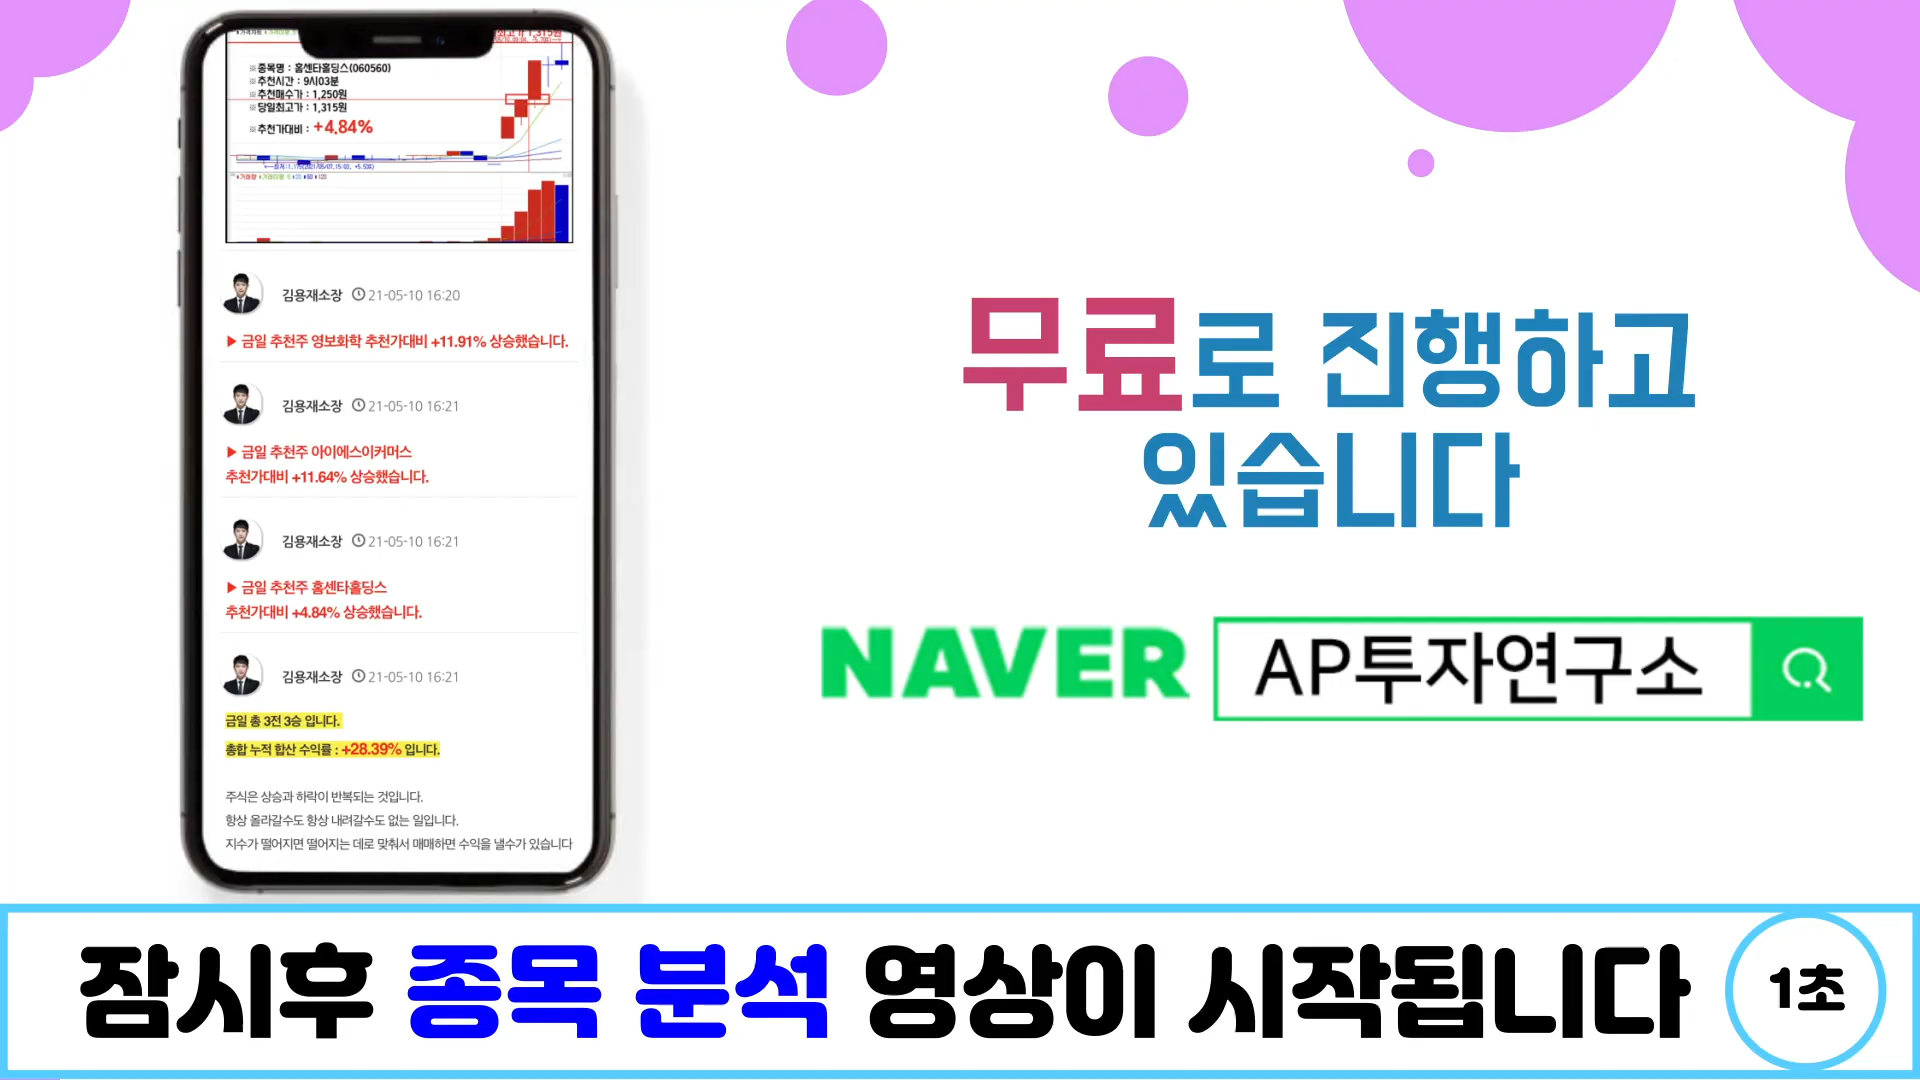 ※종목명 : 홈센타홀딩스(060560)
※추천시간 : 9시03분
※추천매수가 : 1,250원
※당일최고가 : 1,315원
※추천가대비 : +4.84%
김용재소장 21-05-10 16:20
▶ 금일 추천주 영보화학 추천가대비 +11.91% 상승했습니다.
김용재소장 21-05-10 16:21
▶ 금일 추천주 아이에스이커머스
추천가대비 +11.64% 상승했습니다.
김용재소장 21-05-10 16:21
▶ 금일 추천주 홈센타홀딩스
추천가대비 +4.84% 상승했습니다.
김용재소장 21-05-10 16:21
금일 총 3전 3승 입니다.
총합 누적 합산 수익률 : +28.39% 입니다.
주식은 상승과 하락이 반복되는 것입니다.
항상 올라갈수도 항상 내려갈수도 없는 일입니다.
지수가 떨어지면 떨어지는 데로 맞춰서 매매하면 수익을 낼수가 있습니다
무료로 진행하고
있습니다
NAVER AP투자연구소
잠시후 종목 분석 영상이 시작됩니다 1초